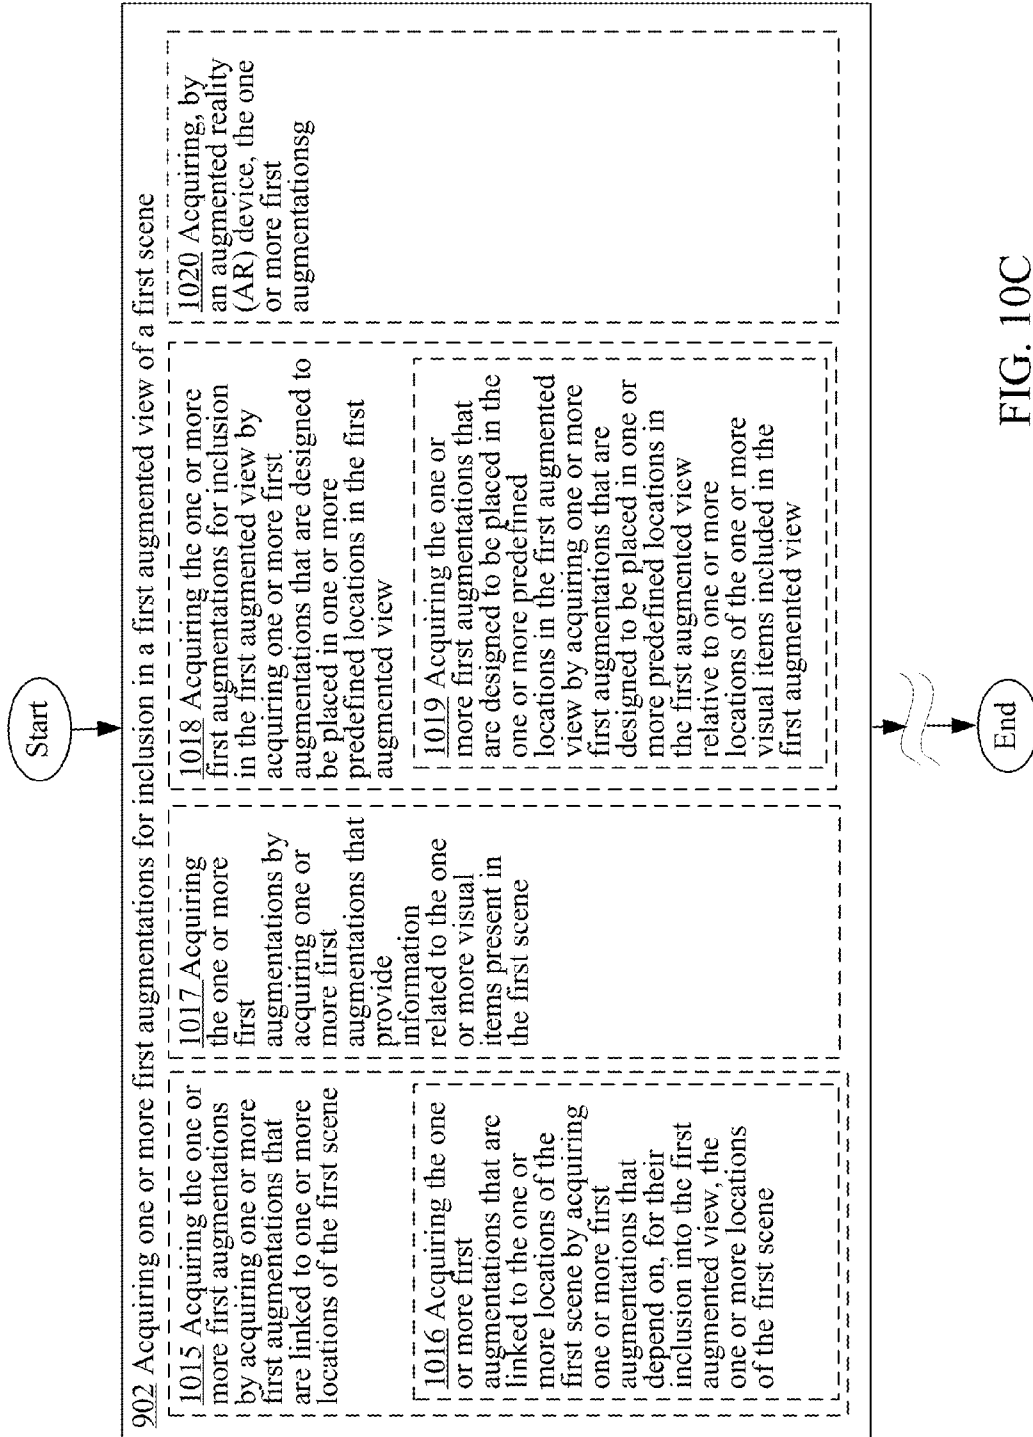 Start
902 Acquiring one or more first augmentations for inclusion in a first augmented view of a first scene
1015 Acquiring the one or
more first augmentations
by acquiring one or more
first augmentations that
are linked to one or more
locations of the first scene
1016 Acquiring the one
or more first
augmentations that are
linked to the one or
more locations of the
first scene by acquiring
one or more first
augmentations that
depend on, for their
inclusion into the first
augmented view, the
one or more locations
of the first scene
1017 Acquiring
the one or more
first
augmentations by
acquiring one or
more first
augmentations that
provide
information
related to the one
or more visual
items present in
the first scene
1018 Acquiring the one or more
first augmentations for inclusion
in the first augmented view by
acquiring one or more first
augmentations that are designed to
be placed in one or more
predefined locations in the first
augmented view
1019 Acquiring the one or
more first augmentations that
are designed to be placed in the
one or more predefined
locations in the first augmented
view by acquiring one or more
first augmentations that are
designed to be placed in one or
more predefined locations in
the first augmented view
relative to one or more
locations of the one or more
visual items included in the
first augmented view
1020 Acquiring, by
an augmented reality
(AR) device, the one
or more first
augmentationsg
End
FIG. 10C